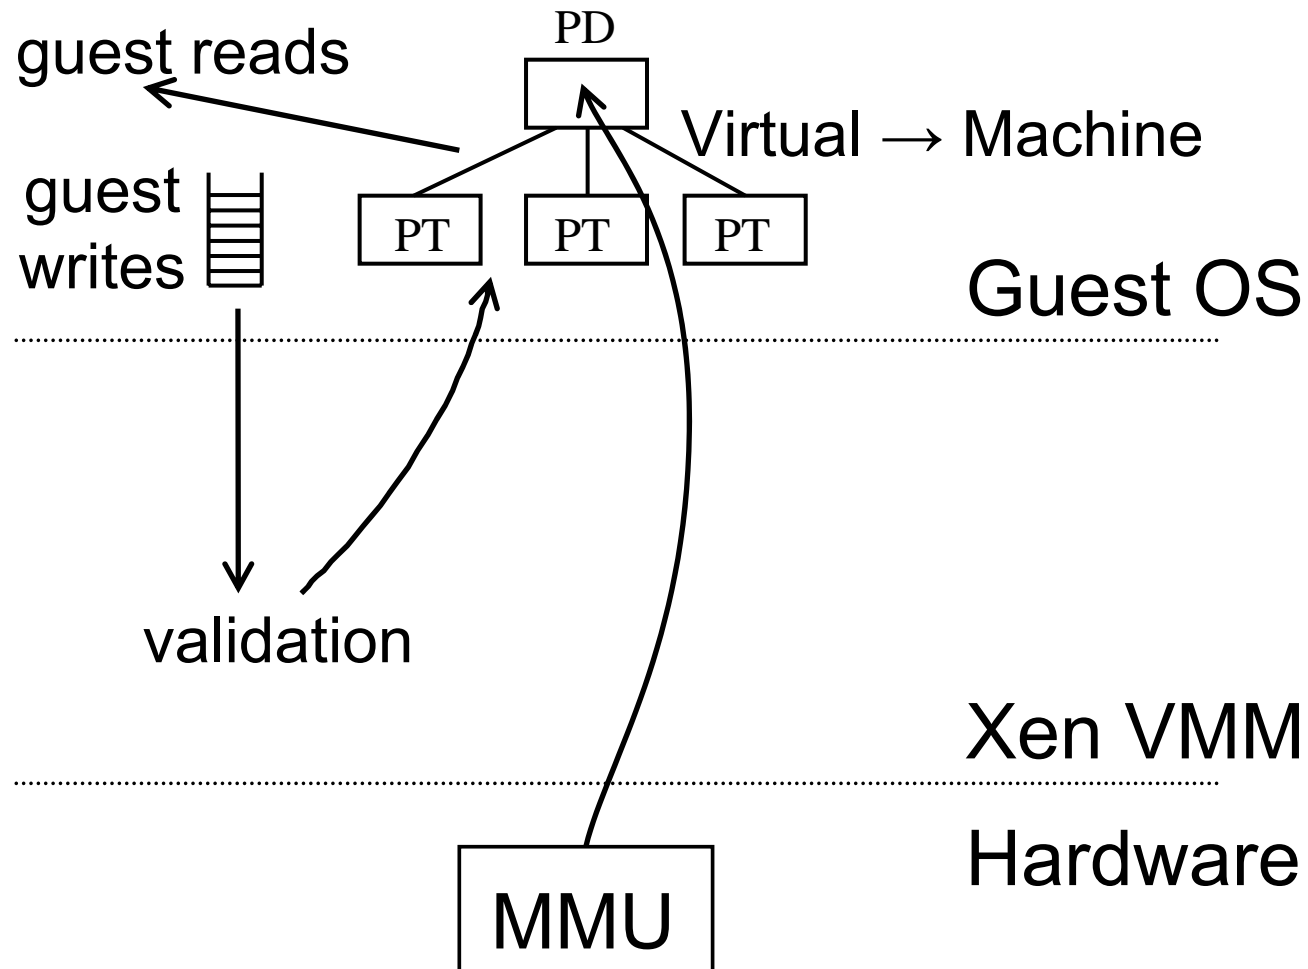 PD
guest reads
Virtual → Machine
guest
writes
PT PT PT
Guest OS
validation
Xen VMM
Hardware
MMU